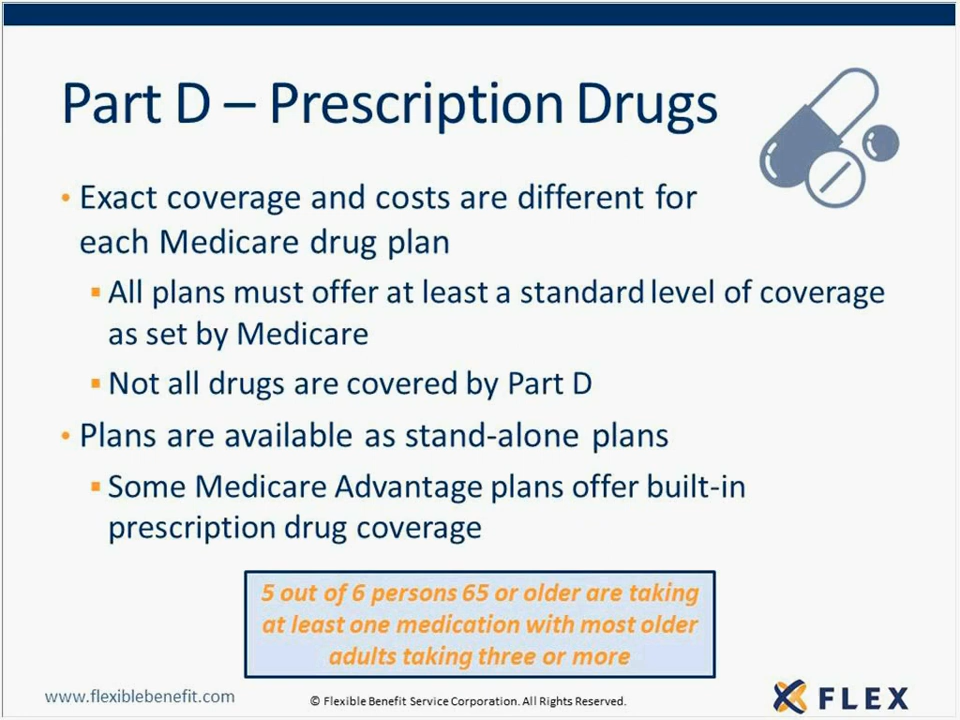 Part D – Prescription Drugs
• Exact coverage and costs are different for
each Medicare drug plan
▪ All plans must offer at least a standard level of coverage
as set by Medicare
▪ Not all drugs are covered by Part D
• Plans are available as stand-alone plans
▪ Some Medicare Advantage plans offer built-in
prescription drug coverage
5 out of 6 persons 65 or older are taking
at least one medication with most older
adults taking three or more
www.flexiblebenefit.com
© Flexible Benefit Service Corporation. All Rights Reserved.
FLEX